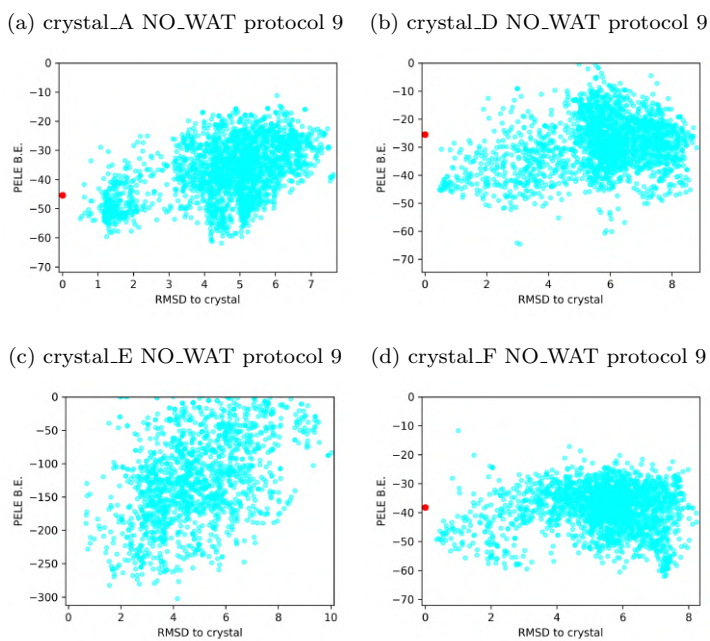 (a) crystal_A NO_WAT protocol 9
(b) crystal_D NO_WAT protocol 9
0
−10
−20
−30
−40
−50
−60
−70
PELE B.E.
0 1 2 3 4 5 6 7
RMSD to crystal
0
−10
−20
−30
−40
−50
−60
−70
PELE B.E.
0 2 4 6 8
RMSD to crystal
(c) crystal_E NO_WAT protocol 9
(d) crystal_F NO_WAT protocol 9
0
−50
−100
−150
−200
−250
−300
PELE B.E.
0 2 4 6 8 10
RMSD to crystal
0
−10
−20
−30
−40
−50
−60
−70
PELE B.E.
0 2 4 6 8
RMSD to crystal